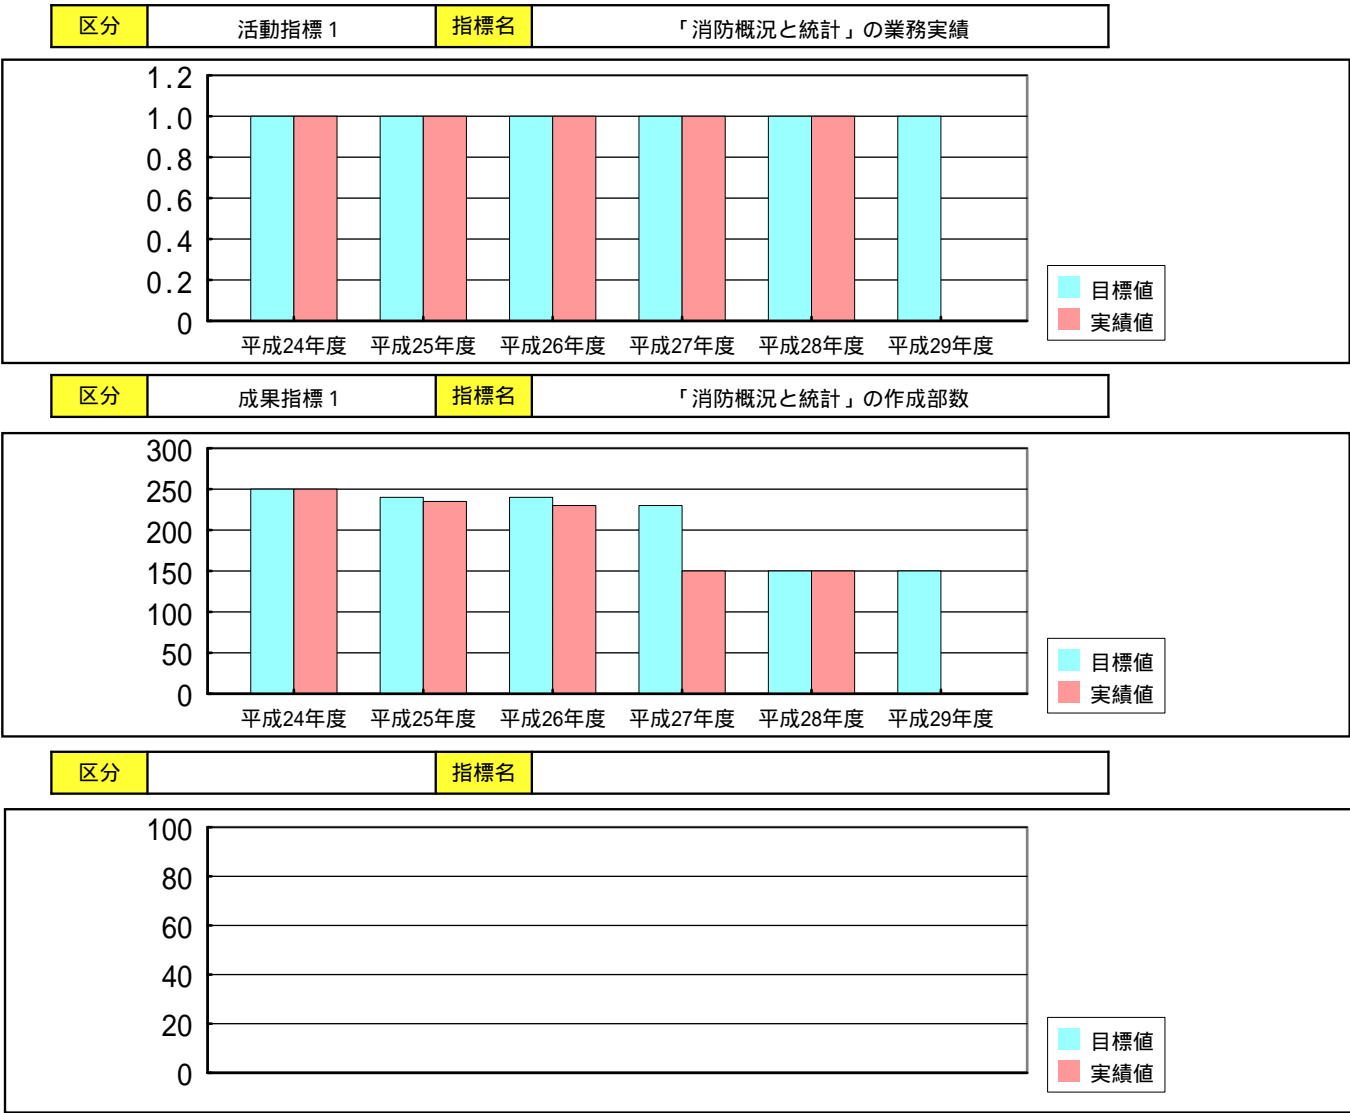 区分 活動指標1 指標名 「消防概況と統計」の業務実績
1.2
1.0
0.8
0.6
0.4
0.2
0
平成24年度 平成25年度 平成26年度 平成27年度 平成28年度 平成29年度
目標値
実績値
区分 成果指標1 指標名 「消防概況と統計」の作成部数
300
250
200
150
100
50
0
平成24年度 平成25年度 平成26年度 平成27年度 平成28年度 平成29年度
目標値
実績値
区分 指標名
100
80
60
40
20
0
目標値
実績値